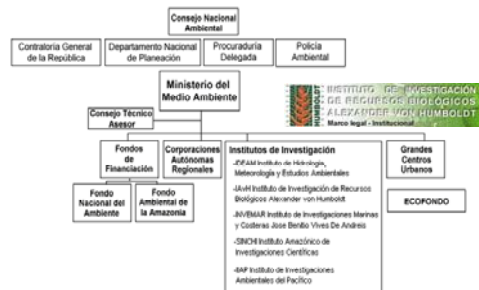 Consejo Nacional
Ambiental
Contraloría General
de la República
Departamento Nacional
de Planeación
Procuraduría
Delegada
Policía
Ambiental
Ministerio del
Medio Ambiente
INSTITUTO DE INVESTIGACIÓN
DE RECURSOS BIOLÓGICOS
ALEXANDER VON HUMBOLDT
Marco legal - Institucional
HUMBOLDT
Consejo Técnico
Asesor
Fondos
de
Financiación
Corporaciones
Autónomas
Regionales
Institutos de Investigación
-IDEAM Instituto de Hidrología,
Meteorología y Estudios Ambientales
-IAvH Instituto de Investigación de Recursos
Biológicos Alexander von Humboldt
-INVEMAR Instituto de Investigaciones Marinas
y Costeras Jose Benito Vives De Andreis
-SINCHI Instituto Amazónico de
Investigaciones Científicas
-IIAP Instituto de Investigaciones
Ambientales del Pacífico
Grandes
Centros
Urbanos
Fondo
Nacional del
Ambiente
Fondo
Ambiental de
la Amazonia
ECOFONDO